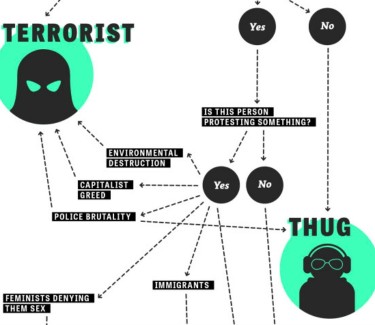 TERRORIST
Yes
No
IS THIS PERSON
PROTESTING SOMETHING?
ENVIRONMENTAL
DESTRUCTION
CAPITALIST
GREED
Yes
No
POLICE BRUTALITY
THUG
IMMIGRANTS
FEMINISTS DENYING
THEM SEX